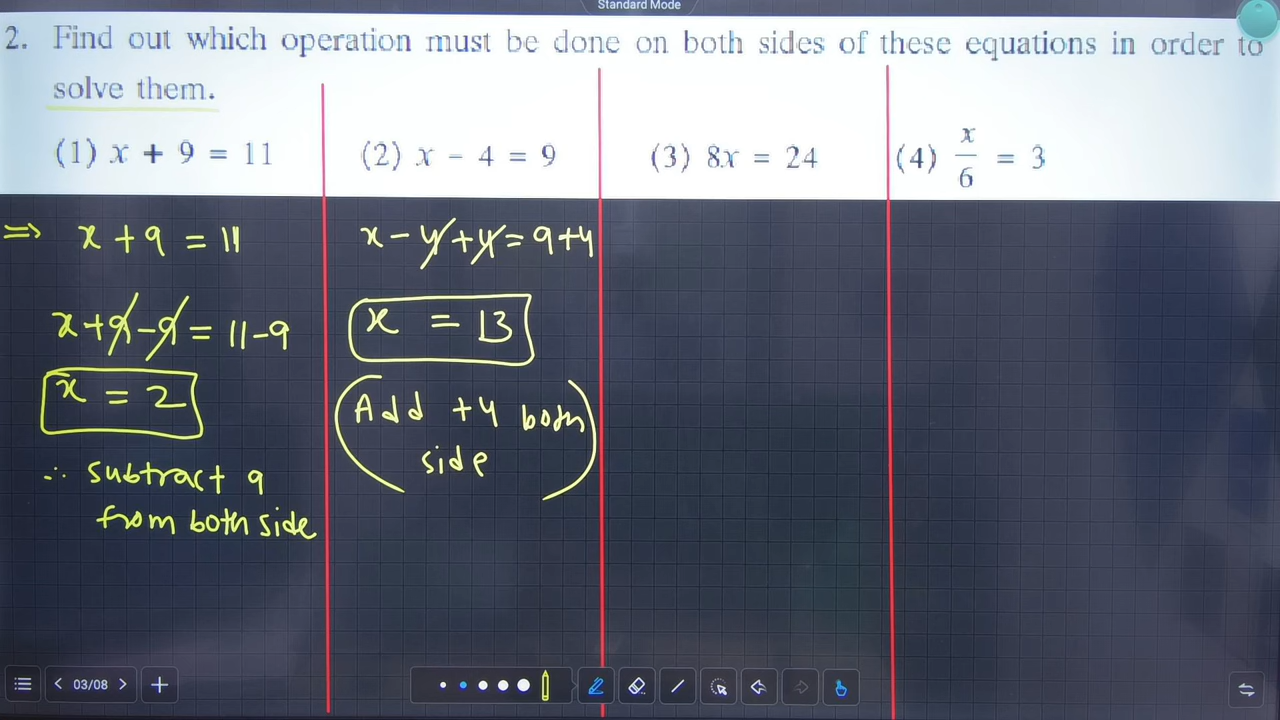 Standard Mode
2. Find out which operation must be done on both sides of these equations in order to
solve them.
(1) x + 9 = 11
(2) x - 4 = 9
(3) 8x = 24
(4) x/6 = 3
⇒ x + 9 = 11
x+9-9 = 11-9
x = 2
∴ subtract 9
from both side
x - 4 + 4 = 9+4
x = 13
Add +4 both
side
03/08